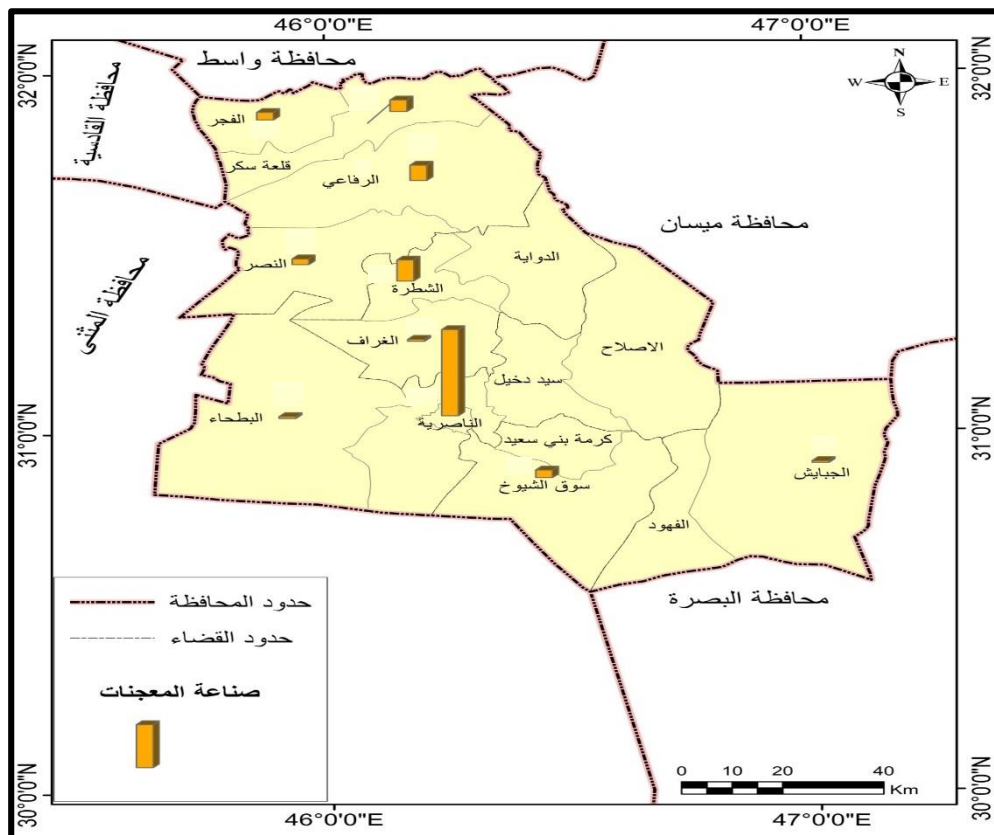 46°0'0"E
47°0'0"E
32°0'0"N
32°0'0"N
محافظة واسط
N
W
E
S
محافظة القادسية
الفجر
قلعة سكر
الرفاعي
محافظة ميسان
النصر
الدواية
الشطرة
محافظة المثنى
الغراف
الاصلاح
سيد دخيل
البطحاء
الناصرية
31°0'0"N
31°0'0"N
كرمة بني سعيد
الجبايش
سوق الشيوخ
الفهود
محافظة البصرة
حدود المحافظة
حدود القضاء
صناعة المعجنات
0 10 20 40
Km
30°0'0"N
30°0'0"N
46°0'0"E
47°0'0"E